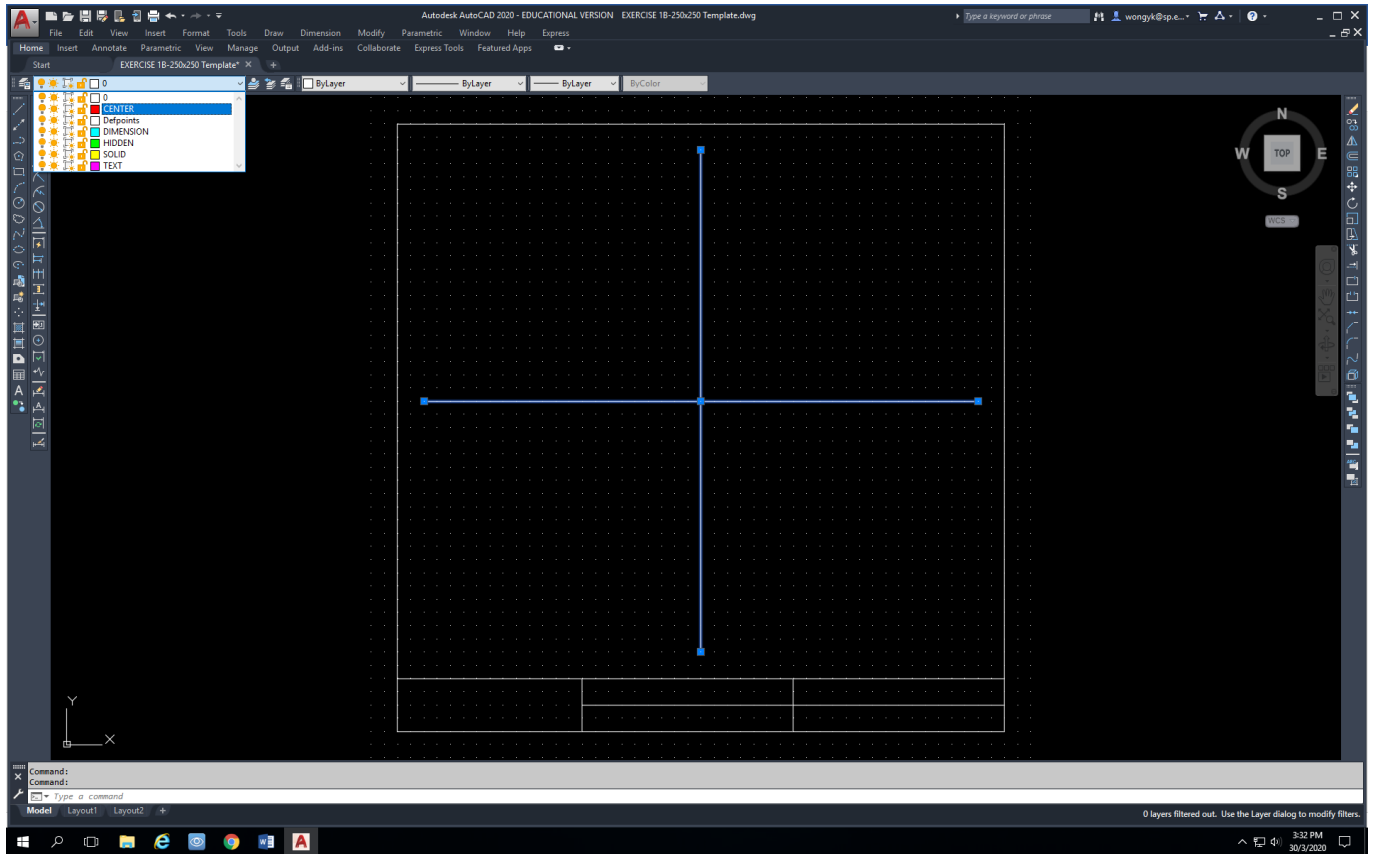 A Autodesk AutoCAD 2020 - EDUCATIONAL VERSION EXERCISE 1B-250x250 Template.dwg Type a keyword or phrase wongyk@sp.e...
File Edit View Insert Format Tools Draw Dimension Modify Parametric Window Help Express
Home Insert Annotate Parametric View Manage Output Add-ins Collaborate Express Tools Featured Apps
Start EXERCISE 1B-250x250 Template*
0 ByLayer ByLayer ByLayer ByColor
0
CENTER
Defpoints
DIMENSION
HIDDEN
SOLID
TEXT
N
W TOP E
S
WCS
Y
X
Command:
Command:
Type a command
Model Layout1 Layout2 +
0 layers filtered out. Use the Layer dialog to modify filters.
3:32 PM
30/3/2020